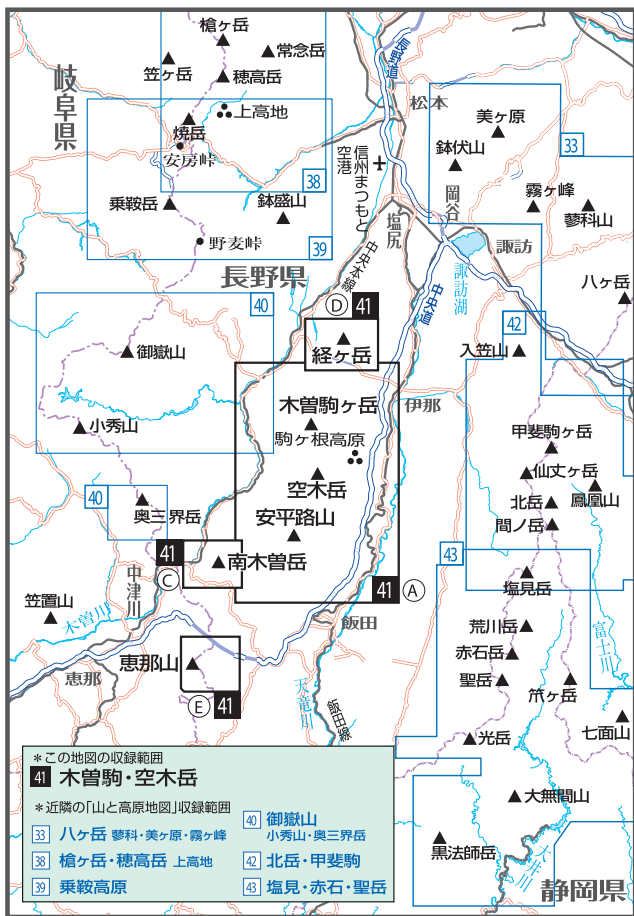 槍ヶ岳
常念岳
笠ヶ岳
穂高岳
岐阜県
上高地
焼岳
安房峠
38
乗鞍岳
鉢盛山
野麦峠
39
長野道
松本
美ヶ原
鉢伏山
33
信州まつもと
空港
岡谷
霧ヶ峰
蓼科山
塩尻
諏訪
諏訪湖
中央本線
中央道
八ヶ岳
長野県
40
D
41
42
入笠山
経ヶ岳
御嶽山
小秀山
伊那
木曽駒ヶ岳
駒ヶ根高原
空木岳
安平路山
甲斐駒ヶ岳
仙丈ヶ岳
鳳凰山
北岳
間ノ岳
40
奥三界岳
41
C
南木曽岳
43
中津川
41
A
塩見岳
笠置山
木曽川
飯田
荒川岳
富士川
恵那山
赤石岳
恵那
聖岳
笊ヶ岳
E
41
天竜川
飯田線
七面山
光岳
大無間山
黒法師岳
大井川
静岡県
＊この地図の収録範囲
41 木曽駒・空木岳
＊近隣の「山と高原地図」収録範囲
33 八ヶ岳 蓼科・美ヶ原・霧ヶ峰
38 槍ヶ岳・穂高岳 上高地
39 乗鞍高原
40 御嶽山
小秀山・奥三界岳
42 北岳・甲斐駒
43 塩見・赤石・聖岳